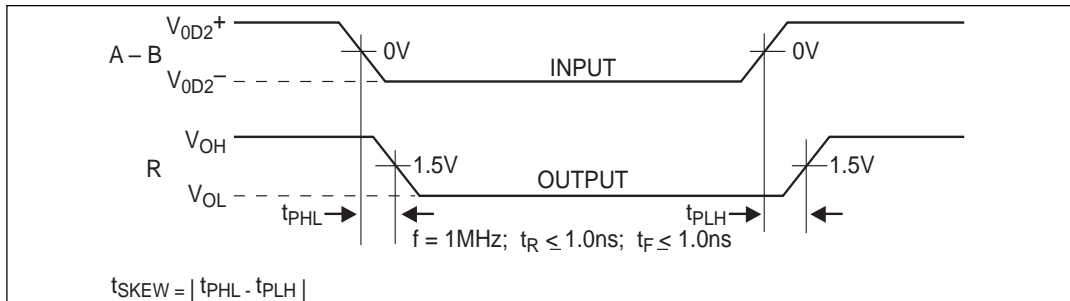 V0D2+
A – B
0V
0V
V0D2–
INPUT
VOH
R
1.5V
1.5V
OUTPUT
VOL
tPHL
tPLH
f = 1MHz; tR ≤ 1.0ns; tF ≤ 1.0ns
tSKEW = | tPHL - tPLH |